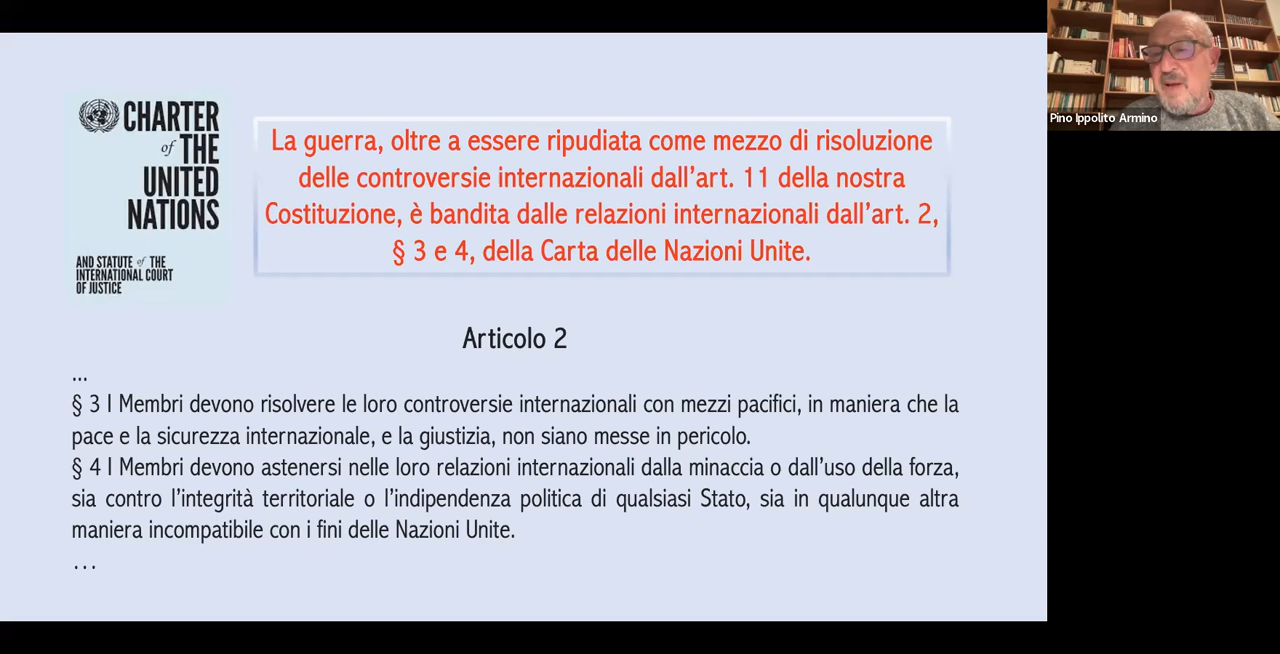 CHARTER
of THE
UNITED
NATIONS
AND STATUTE of THE
INTERNATIONAL COURT
OF JUSTICE
La guerra, oltre a essere ripudiata come mezzo di risoluzione
delle controversie internazionali dall’art. 11 della nostra
Costituzione, è bandita dalle relazioni internazionali dall’art. 2,
§ 3 e 4, della Carta delle Nazioni Unite.
Articolo 2
...
§ 3 I Membri devono risolvere le loro controversie internazionali con mezzi pacifici, in maniera che la
pace e la sicurezza internazionale, e la giustizia, non siano messe in pericolo.
§ 4 I Membri devono astenersi nelle loro relazioni internazionali dalla minaccia o dall’uso della forza,
sia contro l’integrità territoriale o l’indipendenza politica di qualsiasi Stato, sia in qualunque altra
maniera incompatibile con i fini delle Nazioni Unite.
...
Pino Ippolito Armino